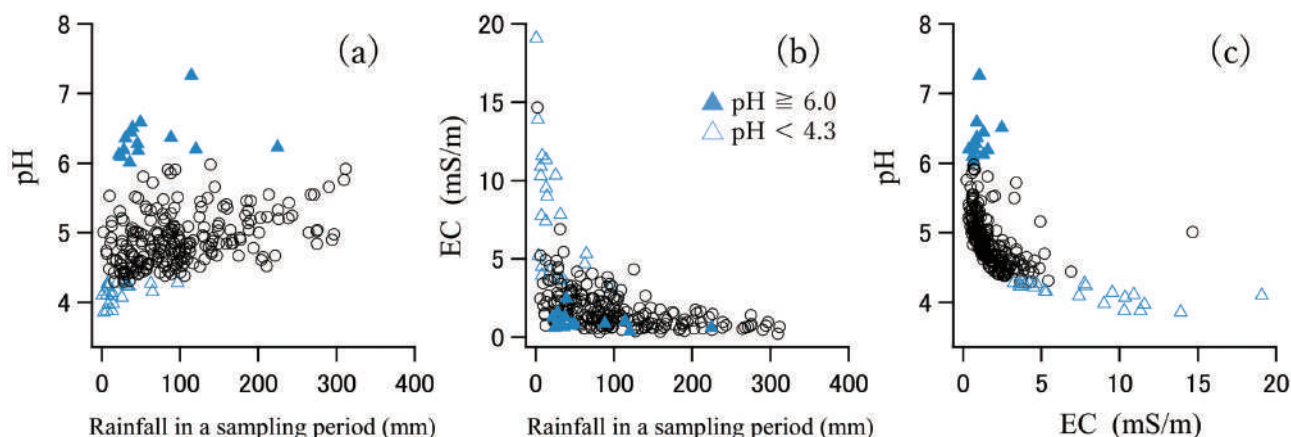 (a)
8
7
6
5
4
pH
0 100 200 300 400
Rainfall in a sampling period (mm)
(b)
20
15
10
5
0
EC (mS/m)
pH ≧ 6.0
pH < 4.3
0 100 200 300 400
Rainfall in a sampling period (mm)
(c)
8
7
6
5
4
pH
0 5 10 15 20
EC (mS/m)